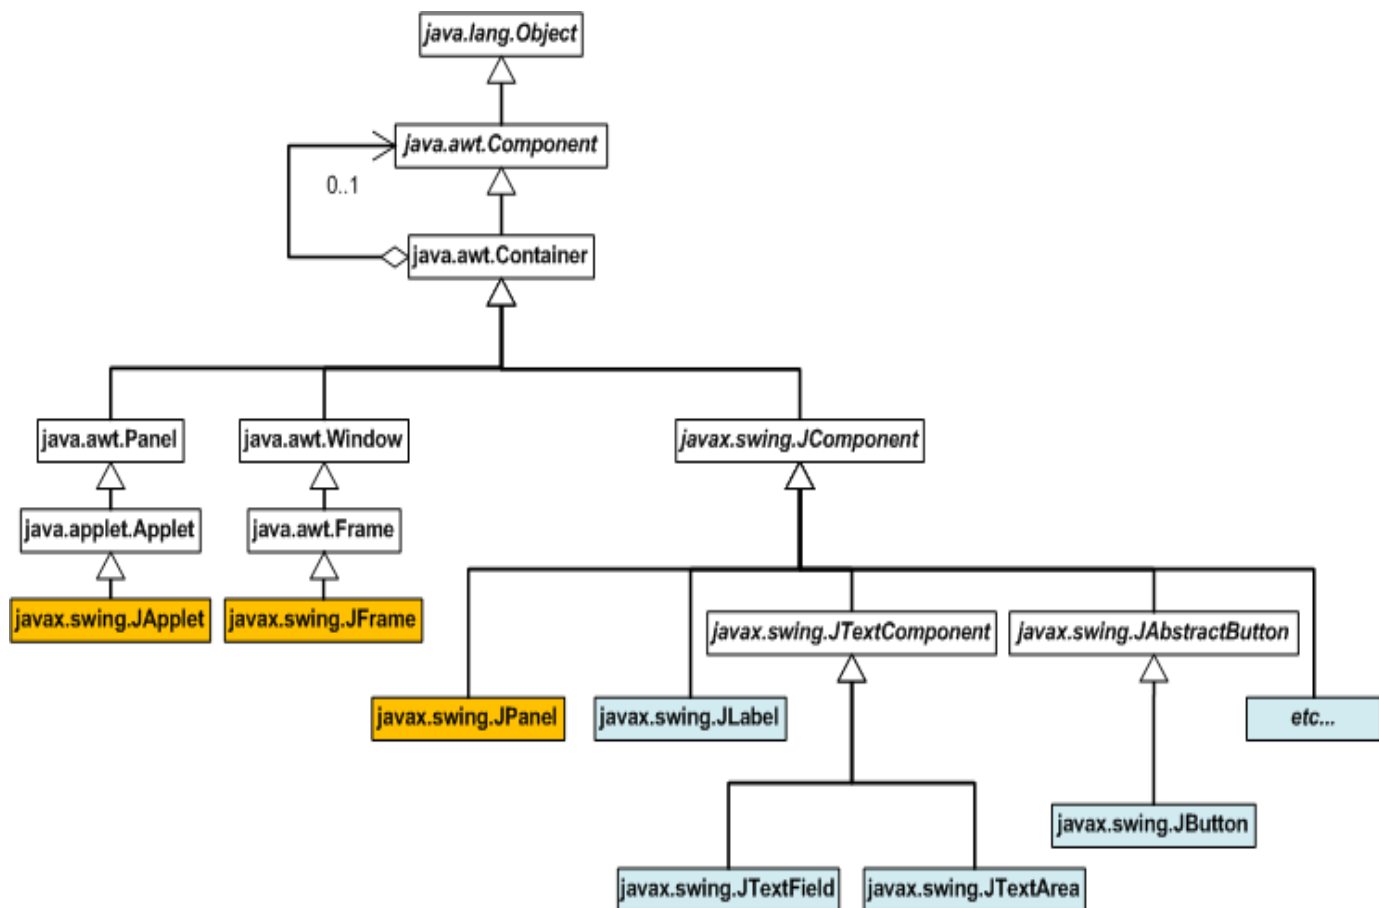 java.lang.Object
java.awt.Component
0..1
java.awt.Container
java.awt.Panel
java.awt.Window
javax.swing.JComponent
java.applet.Applet
java.awt.Frame
javax.swing.JApplet
javax.swing.JFrame
javax.swing.JTextComponent
javax.swing.JAbstractButton
javax.swing.JPanel
javax.swing.JLabel
etc...
javax.swing.JButton
javax.swing.JTextField
javax.swing.JTextArea